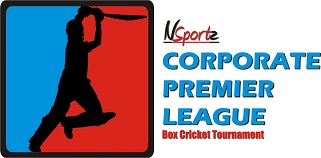 NSportz
CORPORATE
PREMIER
LEAGUE
Box Cricket Tournament